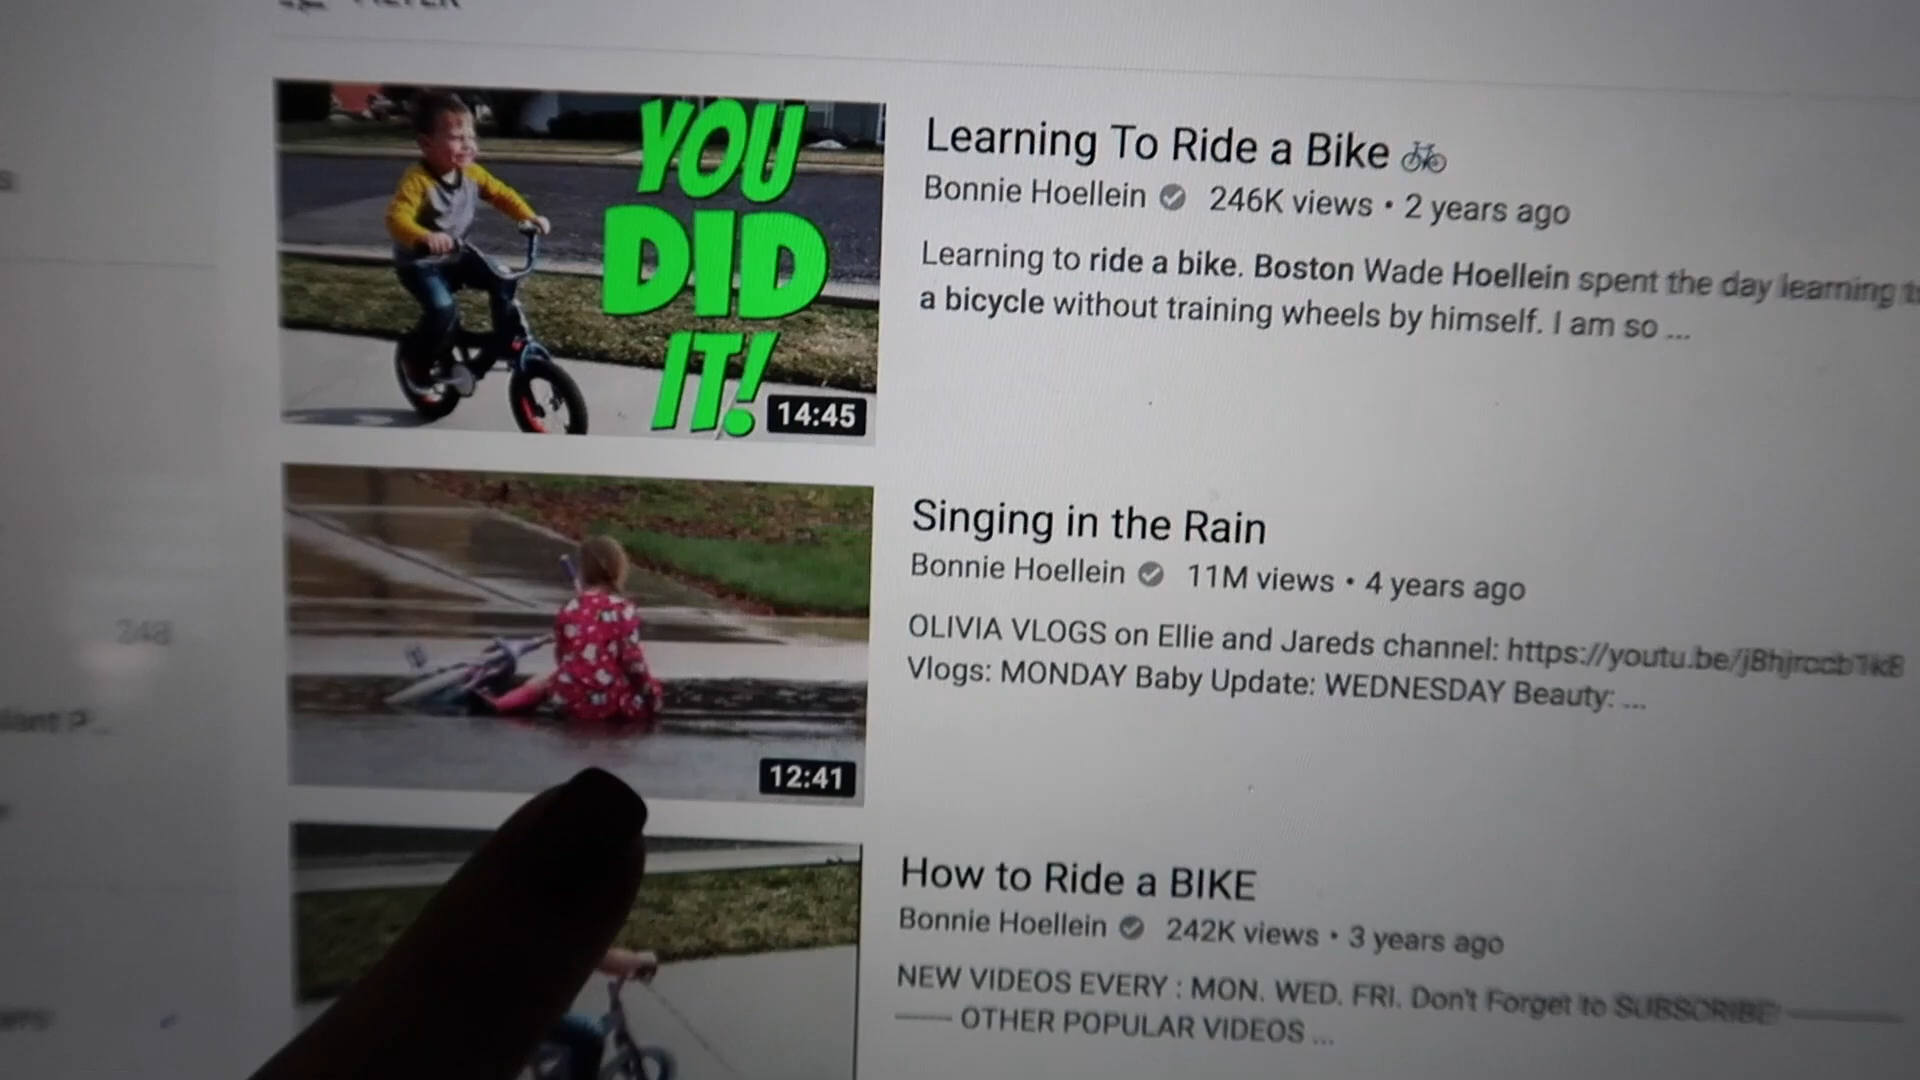 YOU
DID
IT!
14:45
Learning To Ride a Bike
Bonnie Hoellein 246K views • 2 years ago
Learning to ride a bike. Boston Wade Hoellein spent the day learning
a bicycle without training wheels by himself. I am so ...
12:41
Singing in the Rain
Bonnie Hoellein 11M views • 4 years ago
OLIVIA VLOGS on Ellie and Jareds channel:
Vlogs: MONDAY Baby Update: WEDNESDAY Beauty: ...
How to Ride a BIKE
Bonnie Hoellein 242K views • 3 years ago
NEW VIDEOS EVERY : MON. WED. FRI. Don't Forget to SUBSCRIBE
OTHER POPULAR VIDEOS ...
248